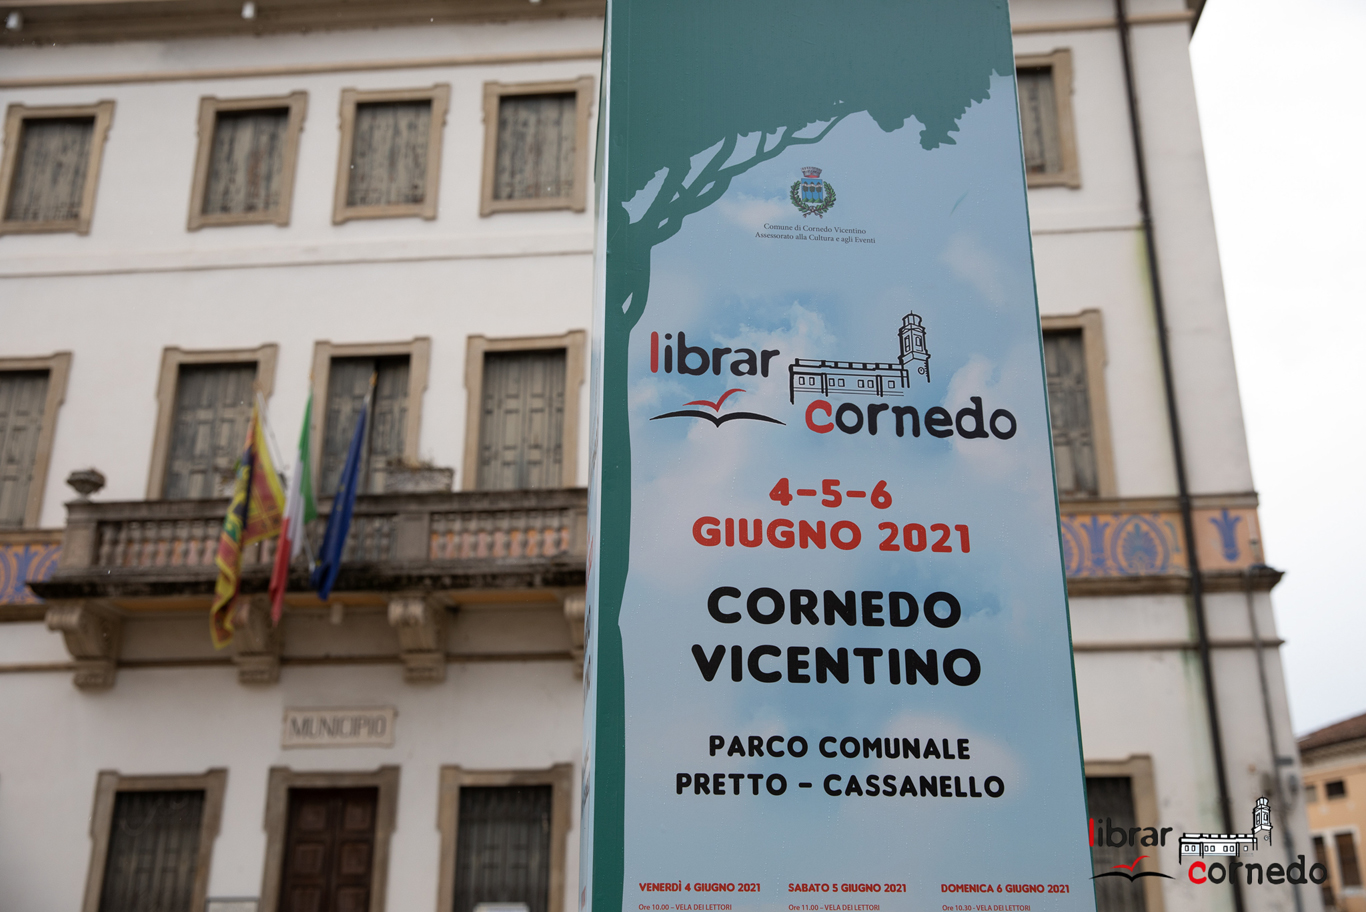 Comune di Cornedo Vicentino
Assessorato alla Cultura e agli Eventi
librar
cornedo
4-5-6
GIUGNO 2021
CORNEDO
VICENTINO
PARCO COMUNALE
PRETTO - CASSANELLO
VENERDÌ 4 GIUGNO 2021
Ore 10.00 - VELA DEI LETTORI
SABATO 5 GIUGNO 2021
Ore 11.00 - VELA DEI LETTORI
DOMENICA 6 GIUGNO 2021
Ore 10.30 - VELA DEI LETTORI
MUNICIPIO
librar
cornedo